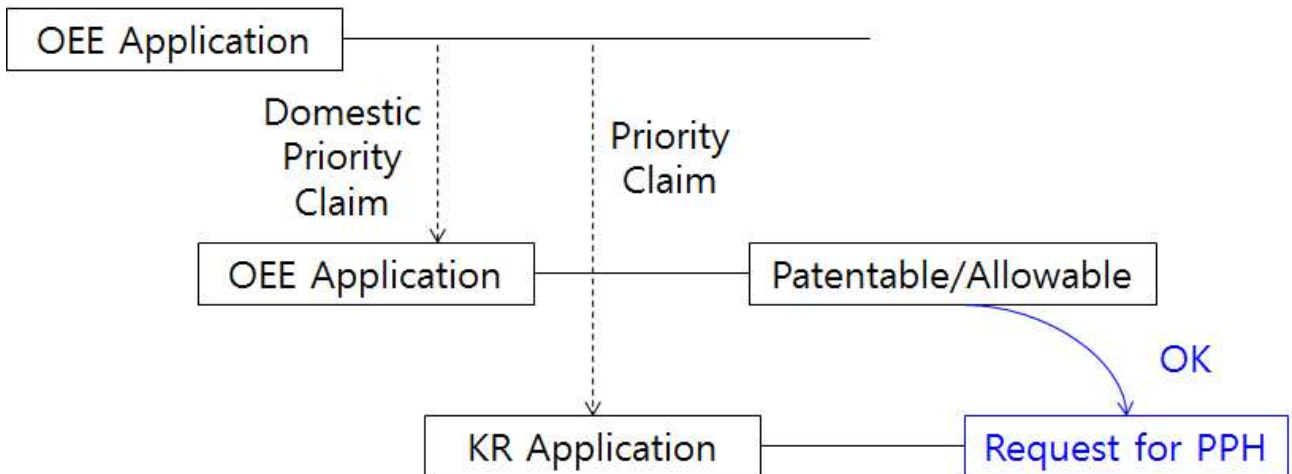 OEE Application
Domestic
Priority
Claim
Priority
Claim
OEE Application
Patentable/Allowable
OK
KR Application
Request for PPH